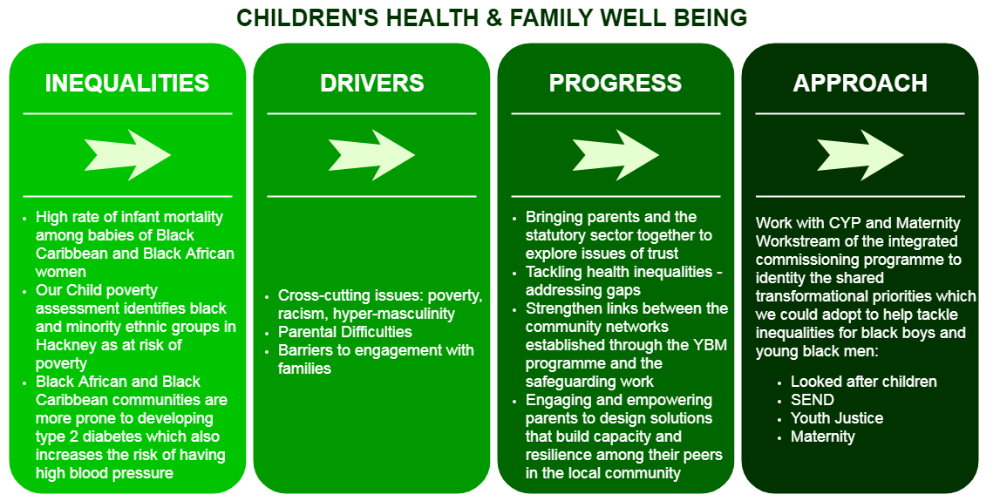 CHILDREN'S HEALTH & FAMILY WELL BEING
INEQUALITIES
• High rate of infant mortality
among babies of Black
Caribbean and Black African
women
• Our Child poverty
assessment identifies black
and minority ethnic groups in
Hackney as at risk of
poverty
• Black African and Black
Caribbean communities are
more prone to developing
type 2 diabetes which also
increases the risk of having
high blood pressure
DRIVERS
• Cross-cutting issues: poverty,
racism, hyper-masculinity
• Parental Difficulties
• Barriers to engagement with
families
PROGRESS
• Bringing parents and the
statutory sector together to
explore issues of trust
• Tackling health inequalities -
addressing gaps
• Strengthen links between the
community networks
established through the YBM
programme and the
safeguarding work
• Engaging and empowering
parents to design solutions
that build capacity and
resilience among their peers
in the local community
APPROACH
Work with CYP and Maternity
Workstream of the integrated
commissioning programme to
identity the shared
transformational priorities which
we could adopt to help tackle
inequalities for black boys and
young black men:
• Looked after children
• SEND
• Youth Justice
• Maternity